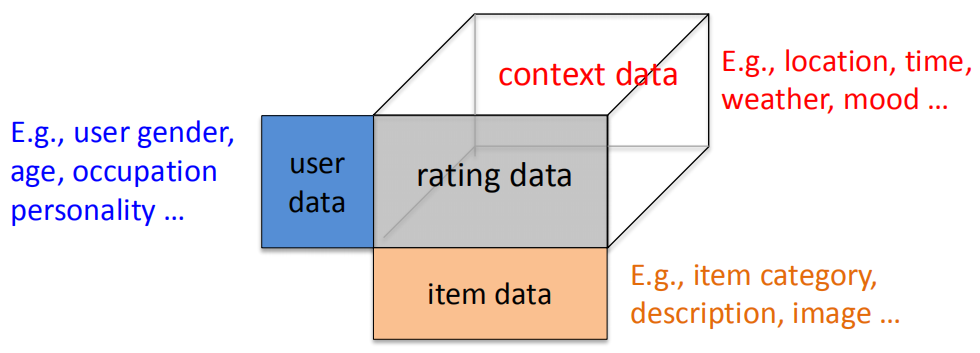 context data
E.g., location, time,
weather, mood ...
E.g., user gender,
age, occupation
personality ...
user
data
rating data
item data
E.g., item category,
description, image ...